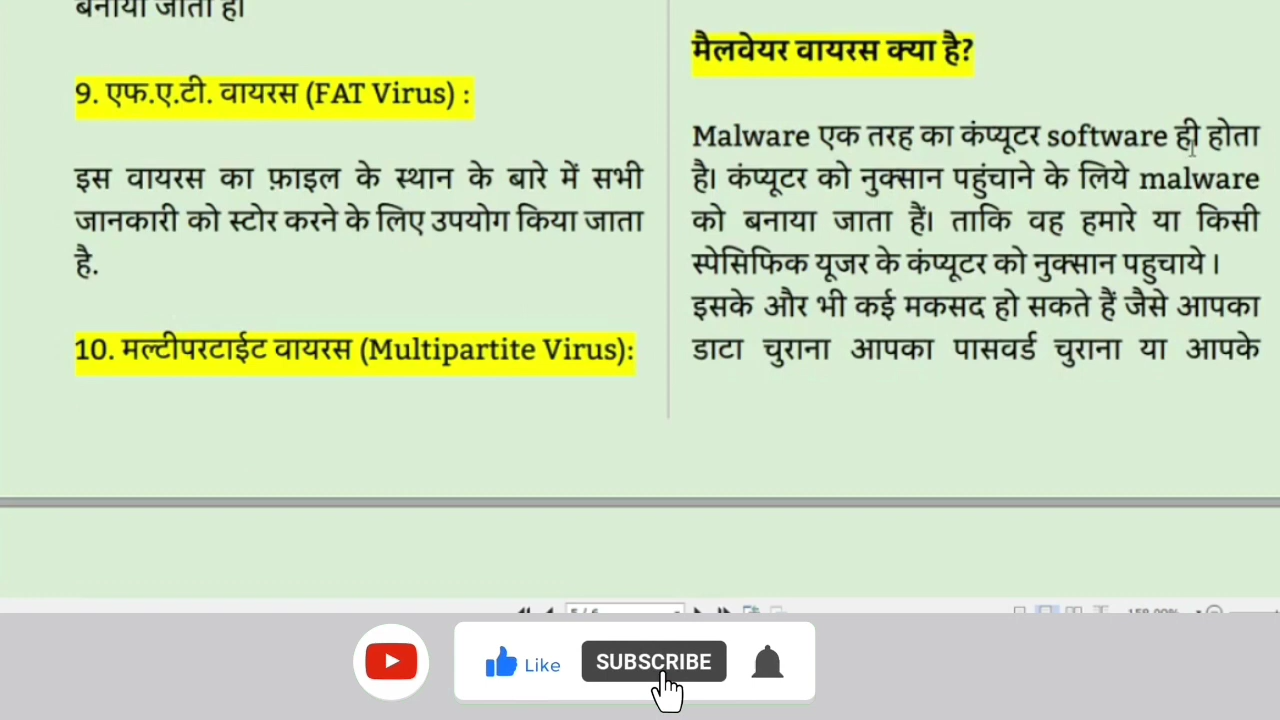 बनाया जाता है।
9. एफ.ए.टी. वायरस (FAT Virus) :
इस वायरस का फ़ाइल के स्थान के बारे में सभी
जानकारी को स्टोर करने के लिए उपयोग किया जाता
है.
10. मल्टीपरटाईट वायरस (Multipartite Virus):
मैलवेयर वायरस क्या है?
Malware एक तरह का कंप्यूटर software ही होता
है। कंप्यूटर को नुक्सान पहुंचाने के लिये malware
को बनाया जाता हैं। ताकि वह हमारे या किसी
स्पेसिफिक यूजर के कंप्यूटर को नुक्सान पहुचाये ।
इसके और भी कई मकसद हो सकते हैं जैसे आपका
डाटा चुराना आपका पासवर्ड चुराना या आपके
Like
SUBSCRIBE